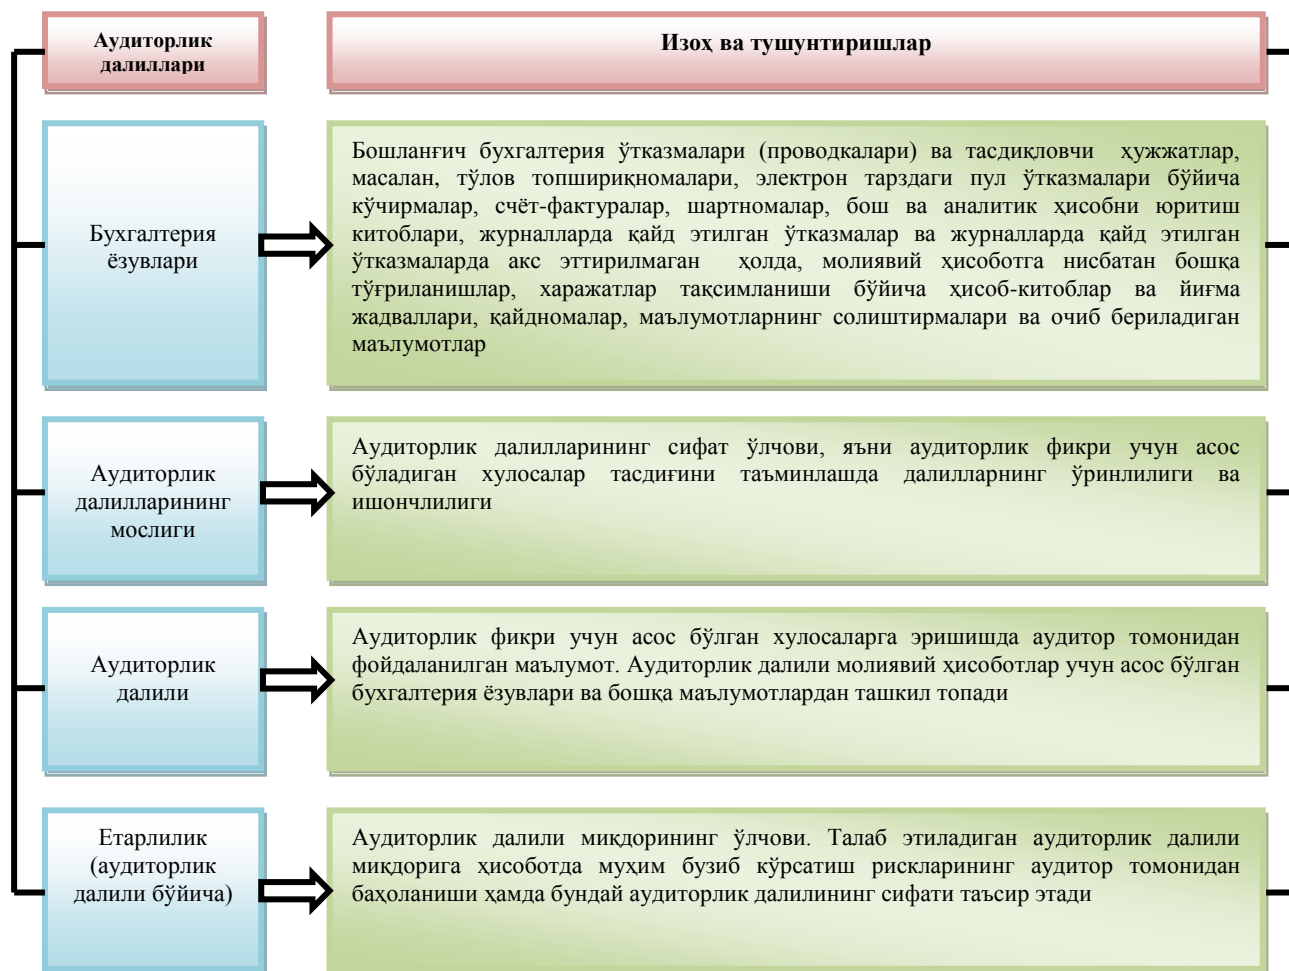 Аудиторлик
далиллари
Изоҳ ва тушунтиришлар
Бухгалтерия
ёзувлари
Бошланғич бухгалтерия ўтказмалари (проводкалари) ва тасдиқловчи ҳужжатлар,
масалан, тўлов топшириқномалари, электрон тарздаги пул ўтказмалари бўйича
кўчирмалар, счёт-фактуралар, шартномалар, бош ва аналитик ҳисобни юритиш
китоблари, журналларда қайд этилган ўтказмалар ва журналларда қайд этилган
ўтказмаларда акс эттирилмаган ҳолда, молиявий ҳисоботга нисбатан бошқа
тўғриланишлар, харажатлар тақсимланиши бўйича ҳисоб-китоблар ва йиғма
жадваллари, қайдномалар, маълумотларнинг солиштирмалари ва очиб бериладиган
маълумотлар
Аудиторлик
далилларининг
мослиги
Аудиторлик далилларининг сифат ўлчови, яъни аудиторлик фикри учун асос
бўладиган хулосалар тасдиғини таъминлашда далилларнинг ўринлилиги ва
ишончлилиги
Аудиторлик
далили
Аудиторлик фикри учун асос бўлган хулосаларга эришишда аудитор томонидан
фойдаланилган маълумот. Аудиторлик далили молиявий ҳисоботлар учун асос бўлган
бухгалтерия ёзувлари ва бошқа маълумотлардан ташкил топади
Етарлилик
(аудиторлик
далили бўйича)
Аудиторлик далили миқдорининг ўлчови. Талаб этиладиган аудиторлик далили
миқдорига ҳисоботда муҳим бузиб кўрсатиш рискларининг аудитор томонидан
баҳоланиши ҳамда бундай аудиторлик далилининг сифати таъсир этади